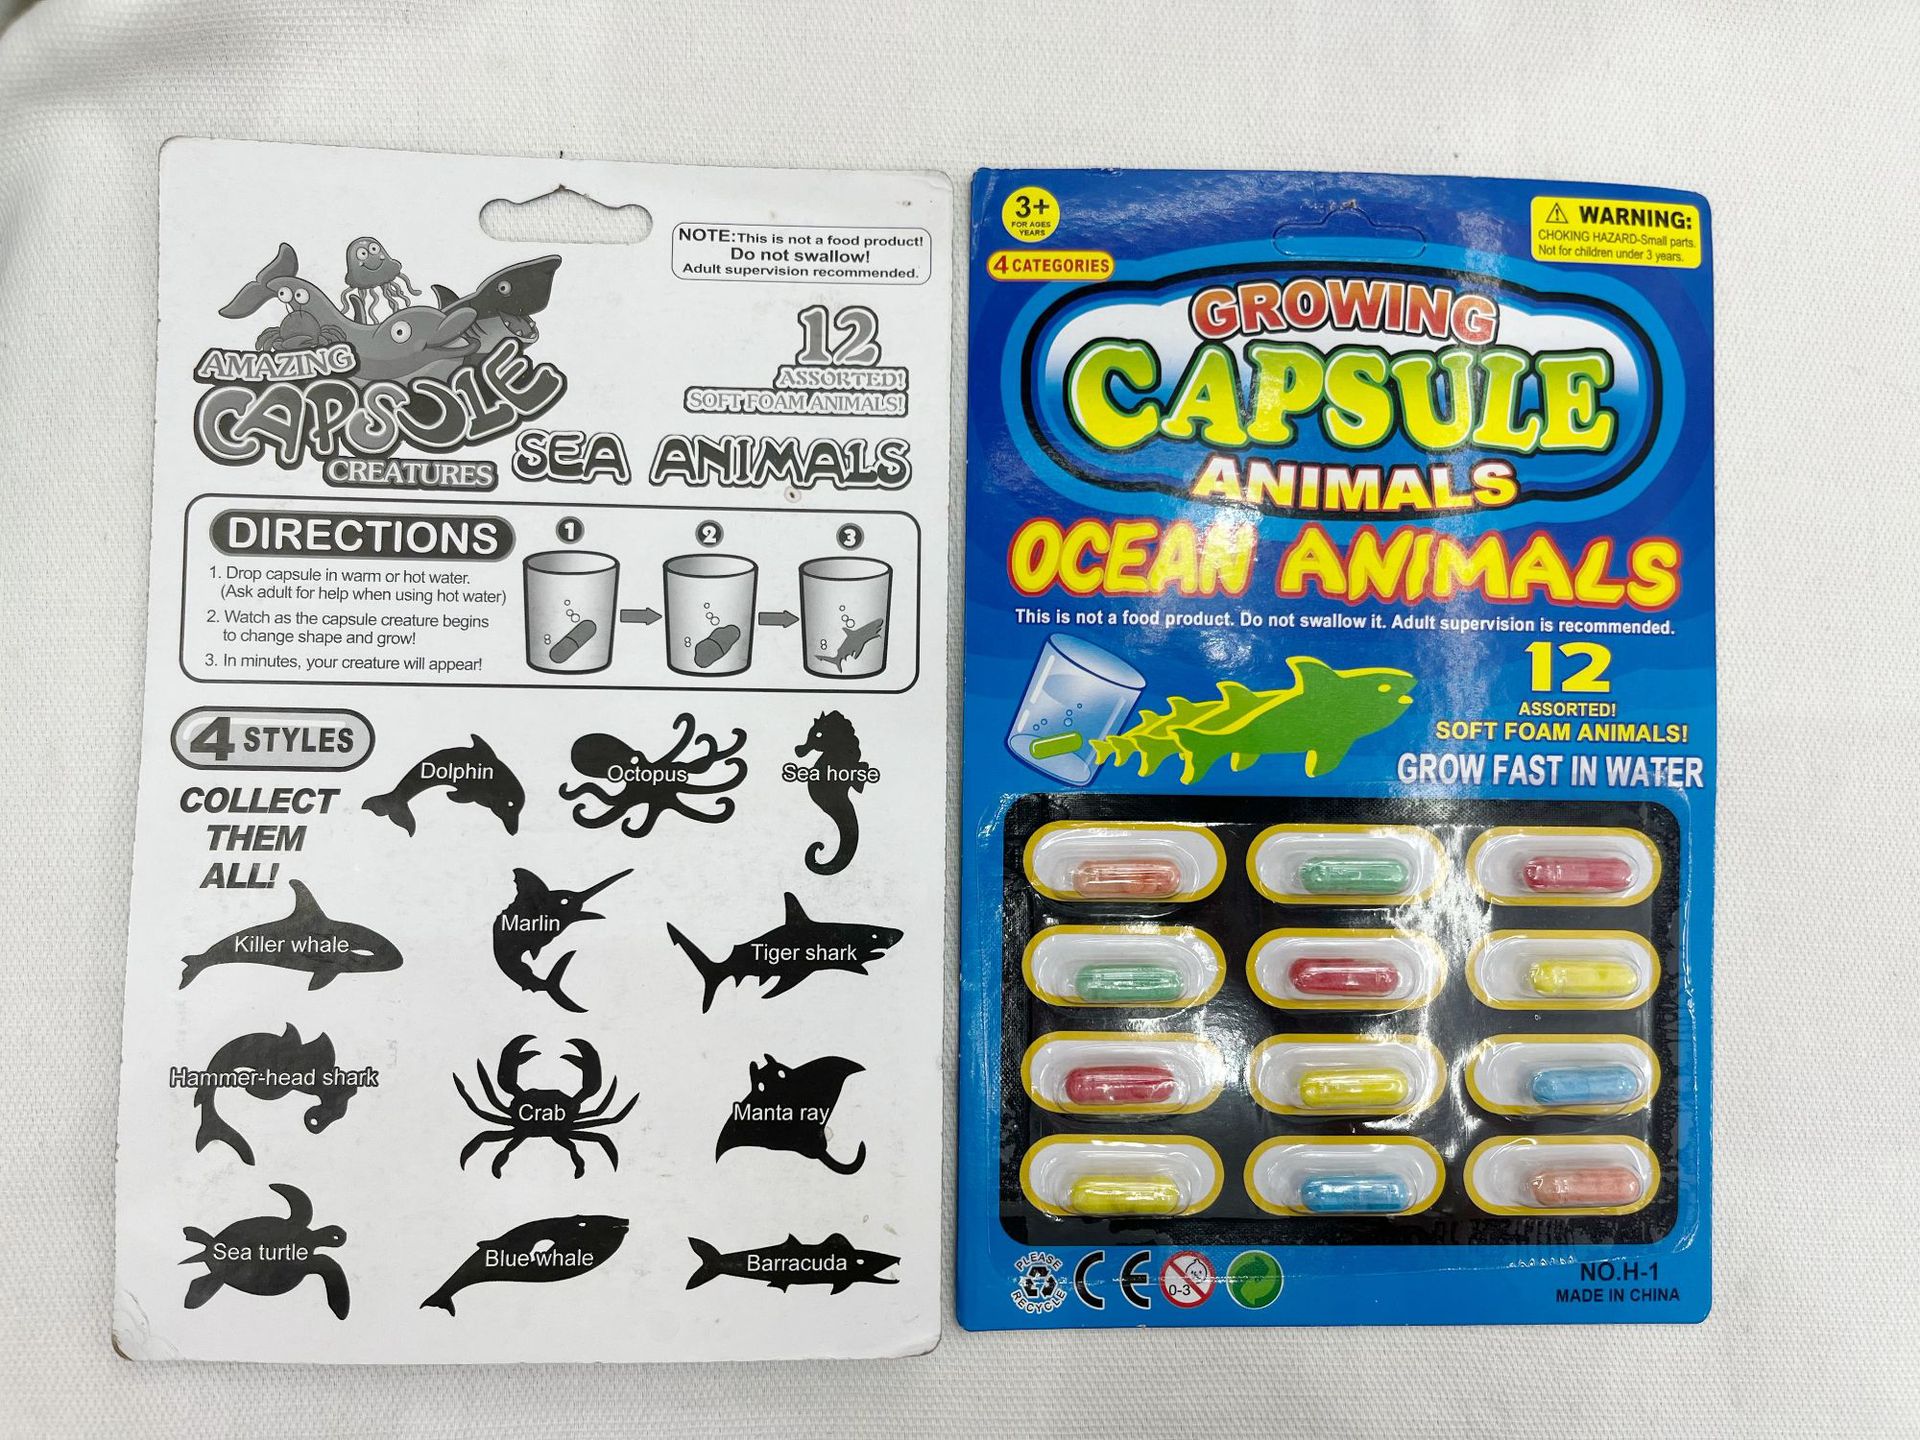 NOTE:This is not a food product!
Do not swallow!
Adult supervision recommended.
AMAZING
CAPSULE
CREATURES
12
ASSORTED!
SOFT FOAM ANIMALS!
SEA ANIMALS
DIRECTIONS
1. Drop capsule in warm or hot water.
(Ask adult for help when using hot water)
2. Watch as the capsule creature begins
to change shape and grow!
3. In minutes, your creature will appear!
1
2
3
4 STYLES
COLLECT
THEM
ALL!
Dolphin
Octopus
Sea horse
Killer whale
Marlin
Tiger shark
Hammer-head shark
Crab
Manta ray
Sea turtle
Blue whale
Barracuda
3+
FOR AGES
YEARS
4 CATEGORIES
WARNING:
CHOKING HAZARD-Small parts.
Not for children under 3 years.
GROWING
CAPSULE
ANIMALS
OCEAN ANIMALS
This is not a food product. Do not swallow it. Adult supervision is recommended.
12
ASSORTED!
SOFT FOAM ANIMALS!
GROW FAST IN WATER
PLEASE
RECYCLE
CE
0-3
NO.H-1
MADE IN CHINA